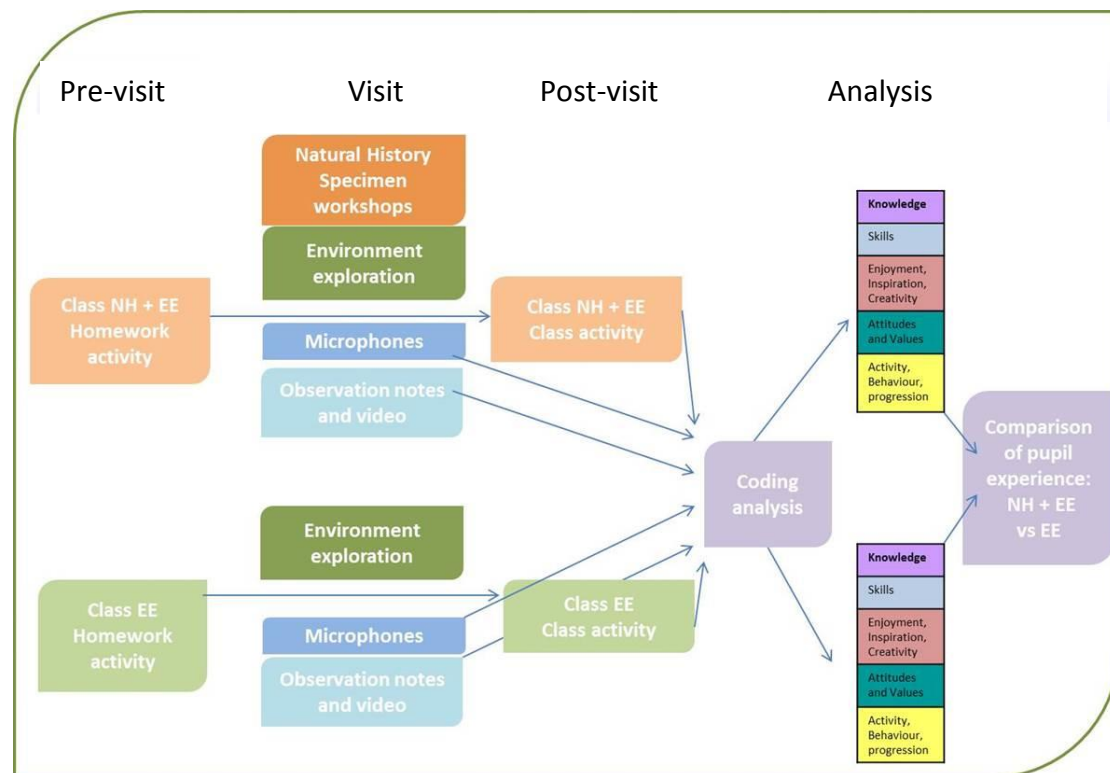 Pre-visit
Visit
Post-visit
Analysis
Natural History
Specimen
workshops
Environment
exploration
Class NH + EE
Homework
activity
Microphones
Observation notes
and video
Class NH + EE
Class activity
Knowledge
Skills
Enjoyment,
Inspiration,
Creativity
Attitudes
and Values
Activity,
Behaviour,
progression
Coding
analysis
Comparison
of pupil
experience:
NH + EE
vs EE
Environment
exploration
Class EE
Homework
activity
Microphones
Observation notes
and video
Class EE
Class activity
Knowledge
Skills
Enjoyment,
Inspiration,
Creativity
Attitudes
and Values
Activity,
Behaviour,
progression